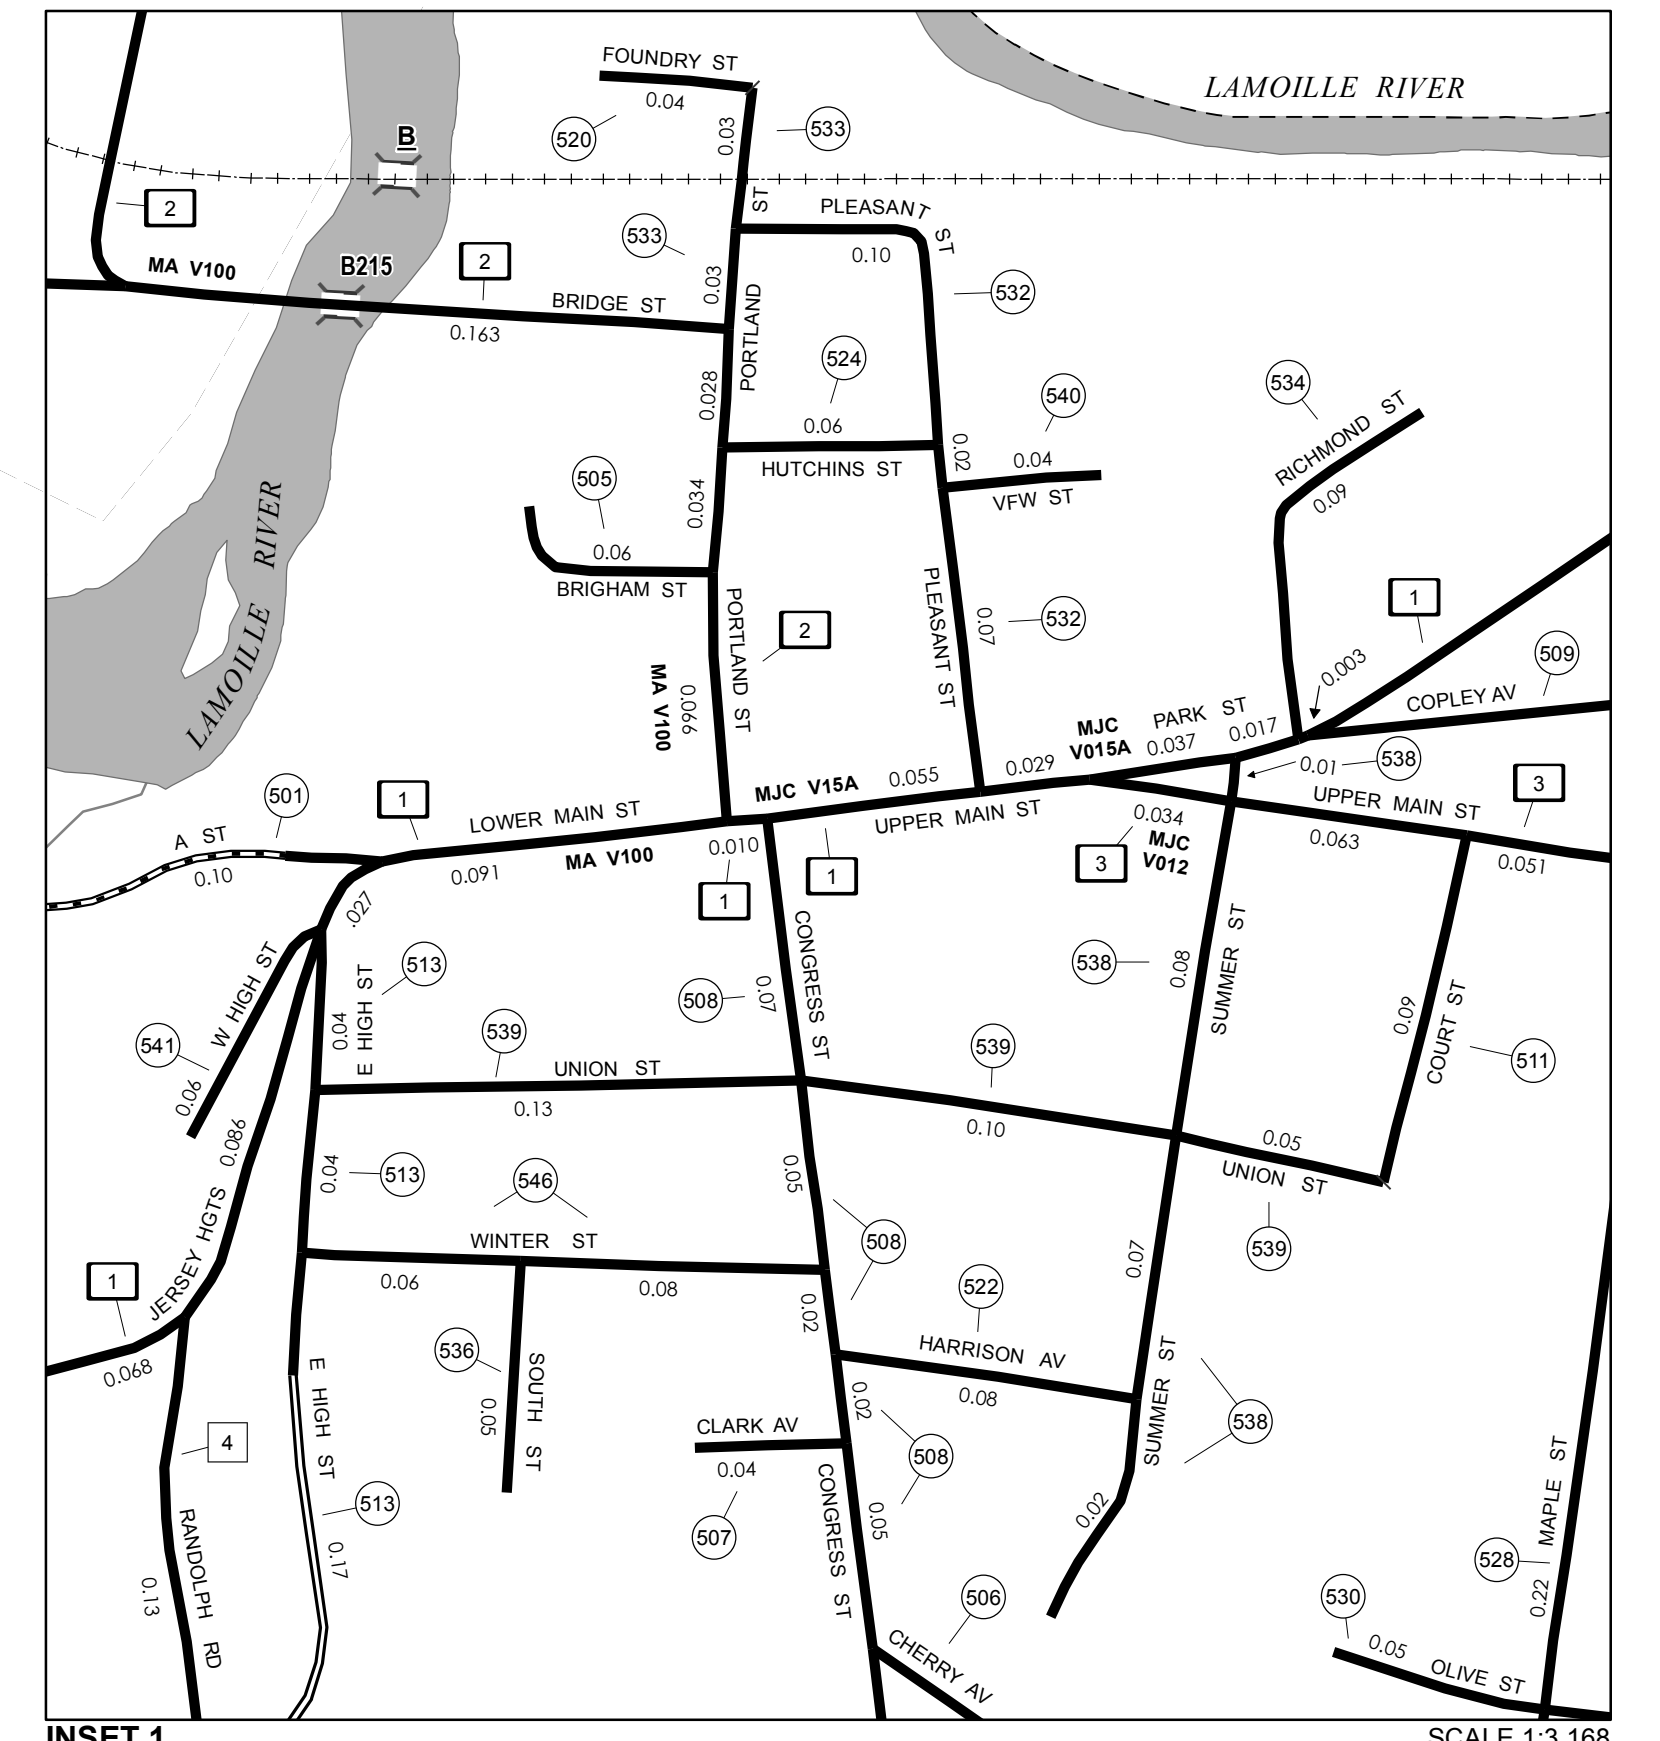 FOUNDRY ST
0.04
520
0.03
533
LAMOILLE RIVER
B
2
ST
PLEASANT
ST
0.10
533
0.03
532
MA V100
B215
2
BRIDGE ST
0.163
PORTLAND
0.028
524
0.06
HUTCHINS ST
540
0.02
0.04
VFW ST
534
RICHMOND ST
0.09
505
0.034
0.06
BRIGHAM ST
LAMOILLE RIVER
PORTLAND ST
2
MA V100
0.066
PLEASANT ST
0.07
532
1
0.003
509
COPLEY AV
MJC
V015A
PARK ST
0.037
0.017
0.01
538
3
UPPER MAIN ST
0.063
0.051
501
A ST
0.10
1
LOWER MAIN ST
0.091
MA V100
MJC V15A
0.055
0.029
UPPER MAIN ST
0.010
1
1
0.034
3
MJC
V012
.027
W HIGH ST
541
0.06
513
0.04
E HIGH ST
508
0.07
CONGRESS ST
538
0.08
SUMMER ST
0.09
COURT ST
511
539
UNION ST
0.13
539
0.10
0.05
UNION ST
539
0.086
0.04
513
546
0.05
JERSEY HGTS
1
0.068
WINTER ST
0.06
0.08
508
0.02
0.07
522
HARRISON AV
0.08
4
RANDOLPH RD
0.13
E HIGH ST
513
0.17
536
0.05
SOUTH ST
CLARK AV
0.04
507
0.02
508
CONGRESS ST
0.05
SUMMER ST
538
0.02
506
CHERRY AV
MAPLE ST
528
0.22
530
0.05
OLIVE ST
INSET 1
SCALE 1:3,168